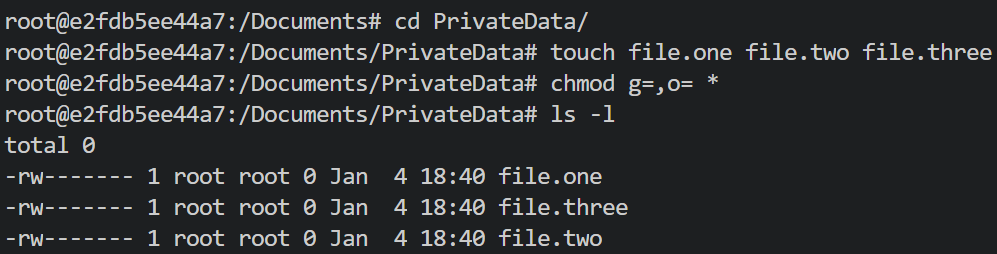 root@e2fdb5ee44a7:/Documents# cd PrivateData/
root@e2fdb5ee44a7:/Documents/PrivateData# touch file.one file.two file.three
root@e2fdb5ee44a7:/Documents/PrivateData# chmod g=,o= *
root@e2fdb5ee44a7:/Documents/PrivateData# ls -l
total 0
-rw------- 1 root root 0 Jan  4 18:40 file.one
-rw------- 1 root root 0 Jan  4 18:40 file.three
-rw------- 1 root root 0 Jan  4 18:40 file.two